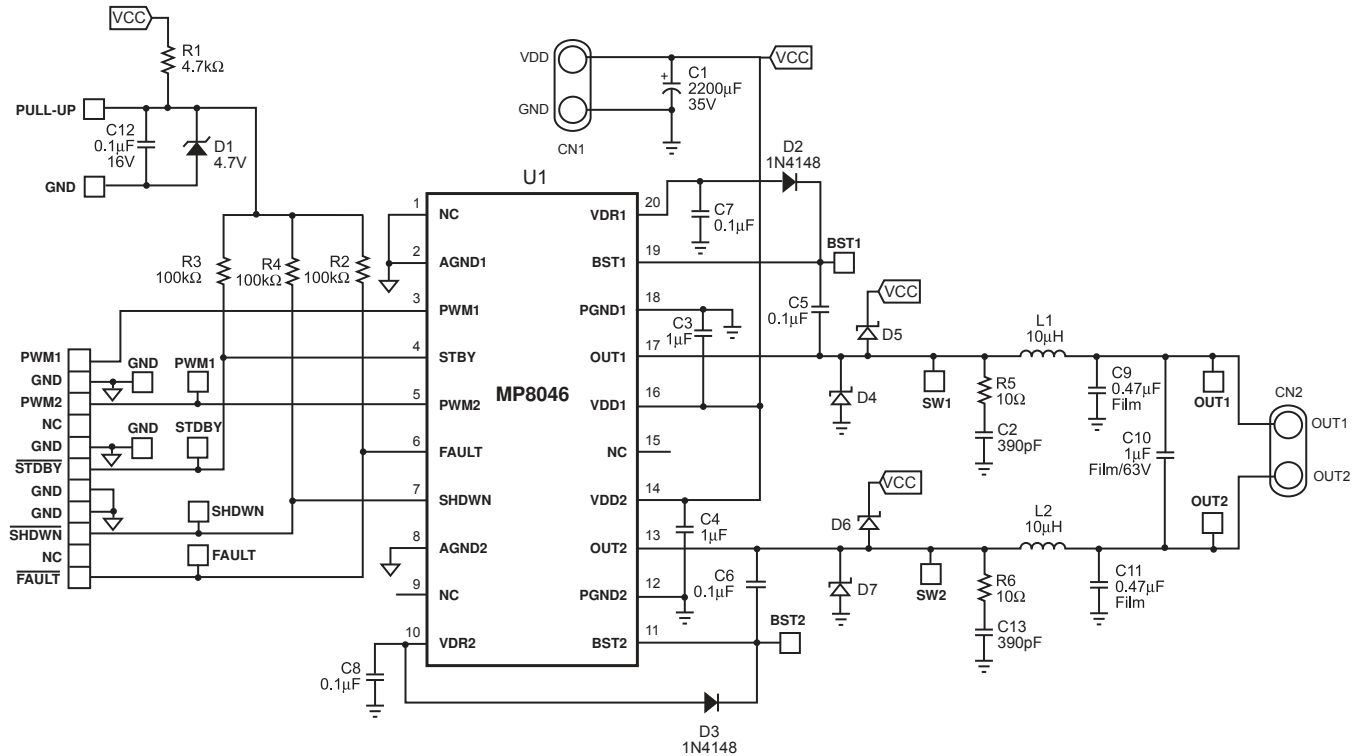 VCC
R1
4.7kΩ
PULL-UP
C12
0.1µF
16V
D1
4.7V
GND
VDD
GND
CN1
+
C1
2200µF
35V
VCC
D2
1N4148
U1
MP8046
1
NC
2
AGND1
3
PWM1
4
STBY
5
PWM2
6
FAULT
7
SHDWN
8
AGND2
9
NC
10
VDR2
20
VDR1
19
BST1
18
PGND1
17
OUT1
16
VDD1
15
NC
14
VDD2
13
OUT2
12
PGND2
11
BST2
R3
100kΩ
R4
100kΩ
R2
100kΩ
PWM1
GND
PWM2
NC
GND
STDBY
GND
GND
SHDWN
NC
FAULT
GND
PWM1
GND
STDBY
SHDWN
FAULT
C7
0.1µF
BST1
C5
0.1µF
C3
1µF
VCC
D5
D4
SW1
L1
10µH
R5
10Ω
C2
390pF
C9
0.47µF
Film
C10
1µF
Film/63V
OUT1
CN2
OUT1
OUT2
OUT2
VCC
D6
D7
SW2
L2
10µH
R6
10Ω
C13
390pF
C11
0.47µF
Film
C4
1µF
C6
0.1µF
BST2
C8
0.1µF
D3
1N4148